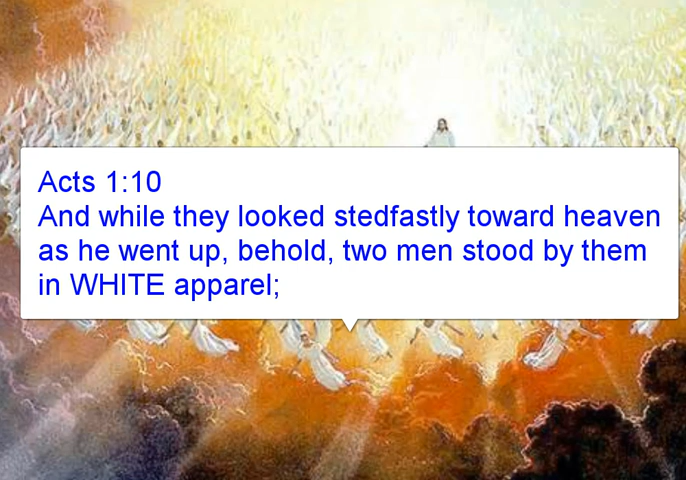 Acts 1:10
And while they looked stedfastly toward heaven
as he went up, behold, two men stood by them
in WHITE apparel;